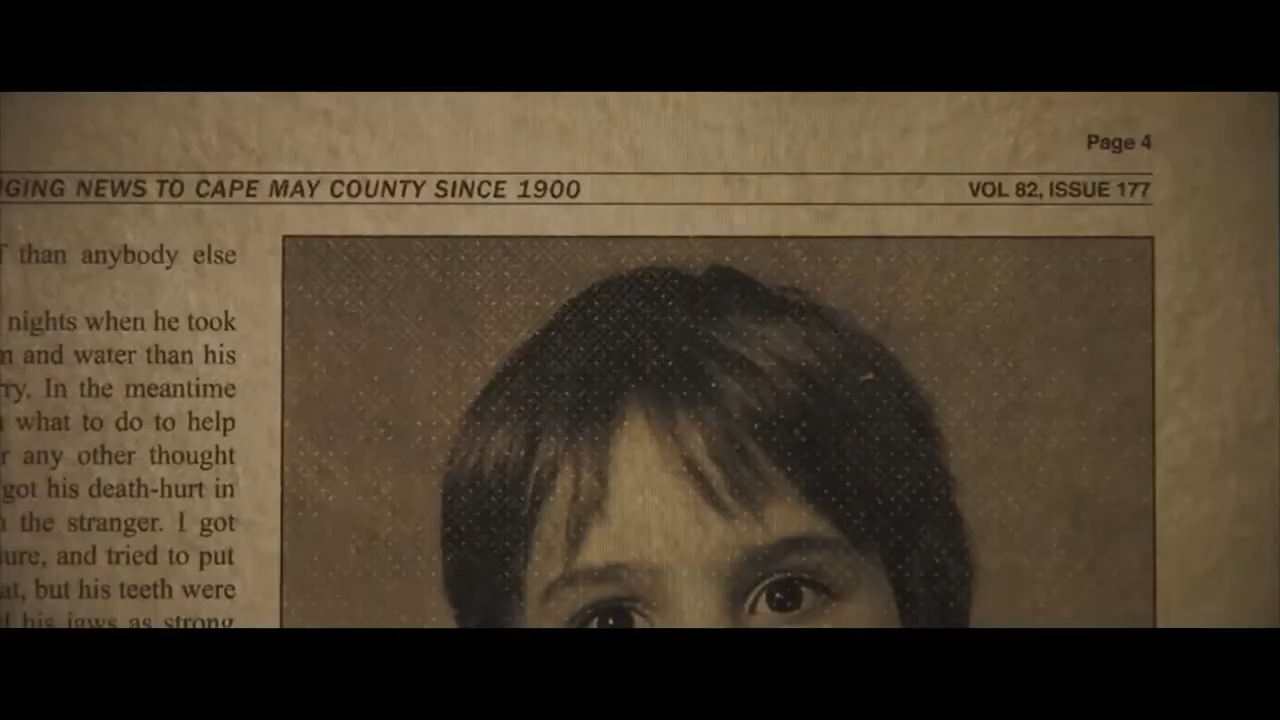 Page 4
GING NEWS TO CAPE MAY COUNTY SINCE 1900
VOL 82, ISSUE 177
than anybody else
nights when he took
and water than his
ry. In the meantime
what to do to help
any other thought
got his death-hurt in
the stranger. I got
ure, and tried to put
at, but his teeth were
his jaws as strong